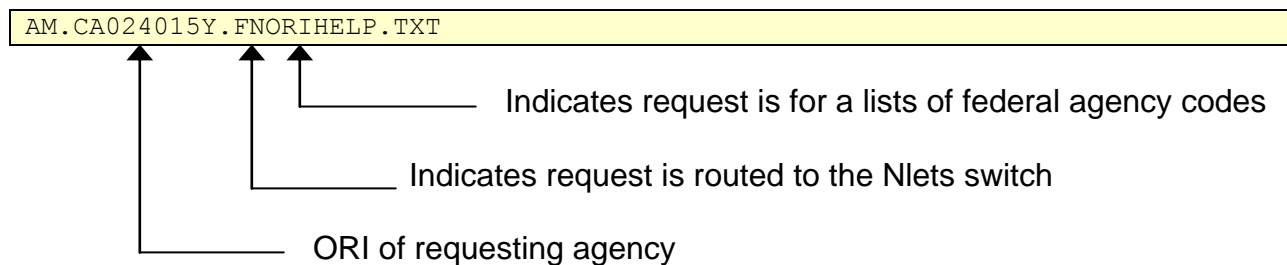 AM.CA024015Y.FNORIHELP.TXT
Indicates request is for a lists of federal agency codes
Indicates request is routed to the Nlets switch
ORI of requesting agency